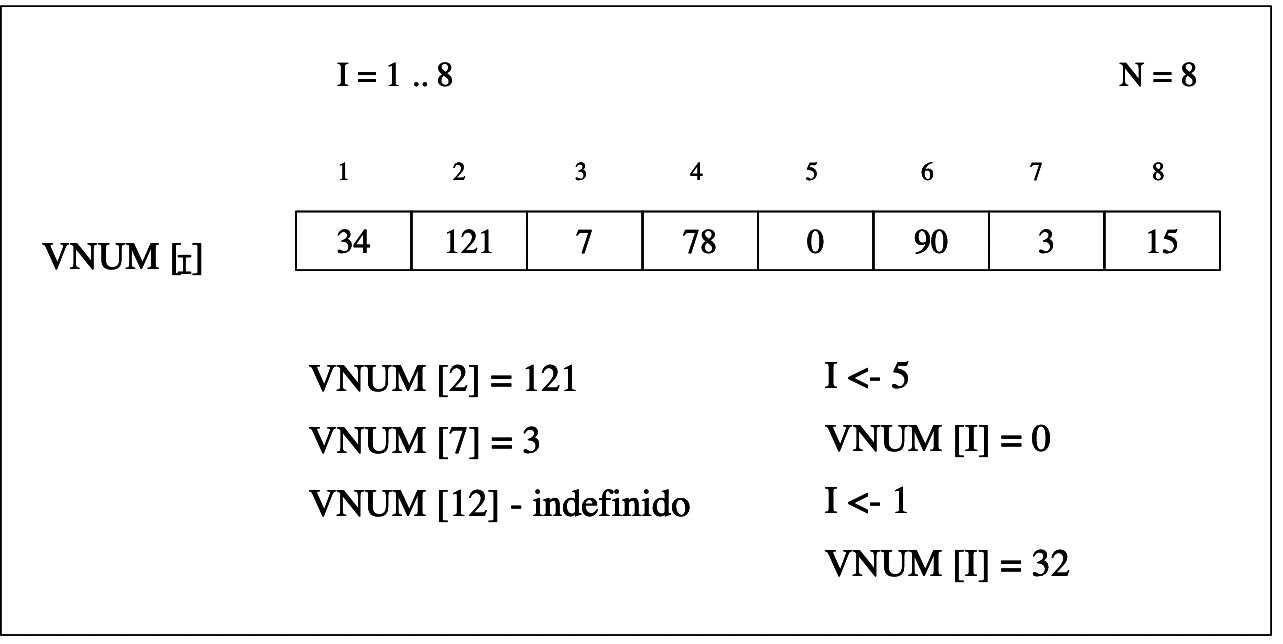 I = 1 .. 8 N = 8
1 2 3 4 5 6 7 8
VNUM [I] 34 121 7 78 0 90 3 15
VNUM [2] = 121 I <- 5
VNUM [7] = 3 VNUM [I] = 0
VNUM [12] - indefinido I <- 1
VNUM [I] = 32